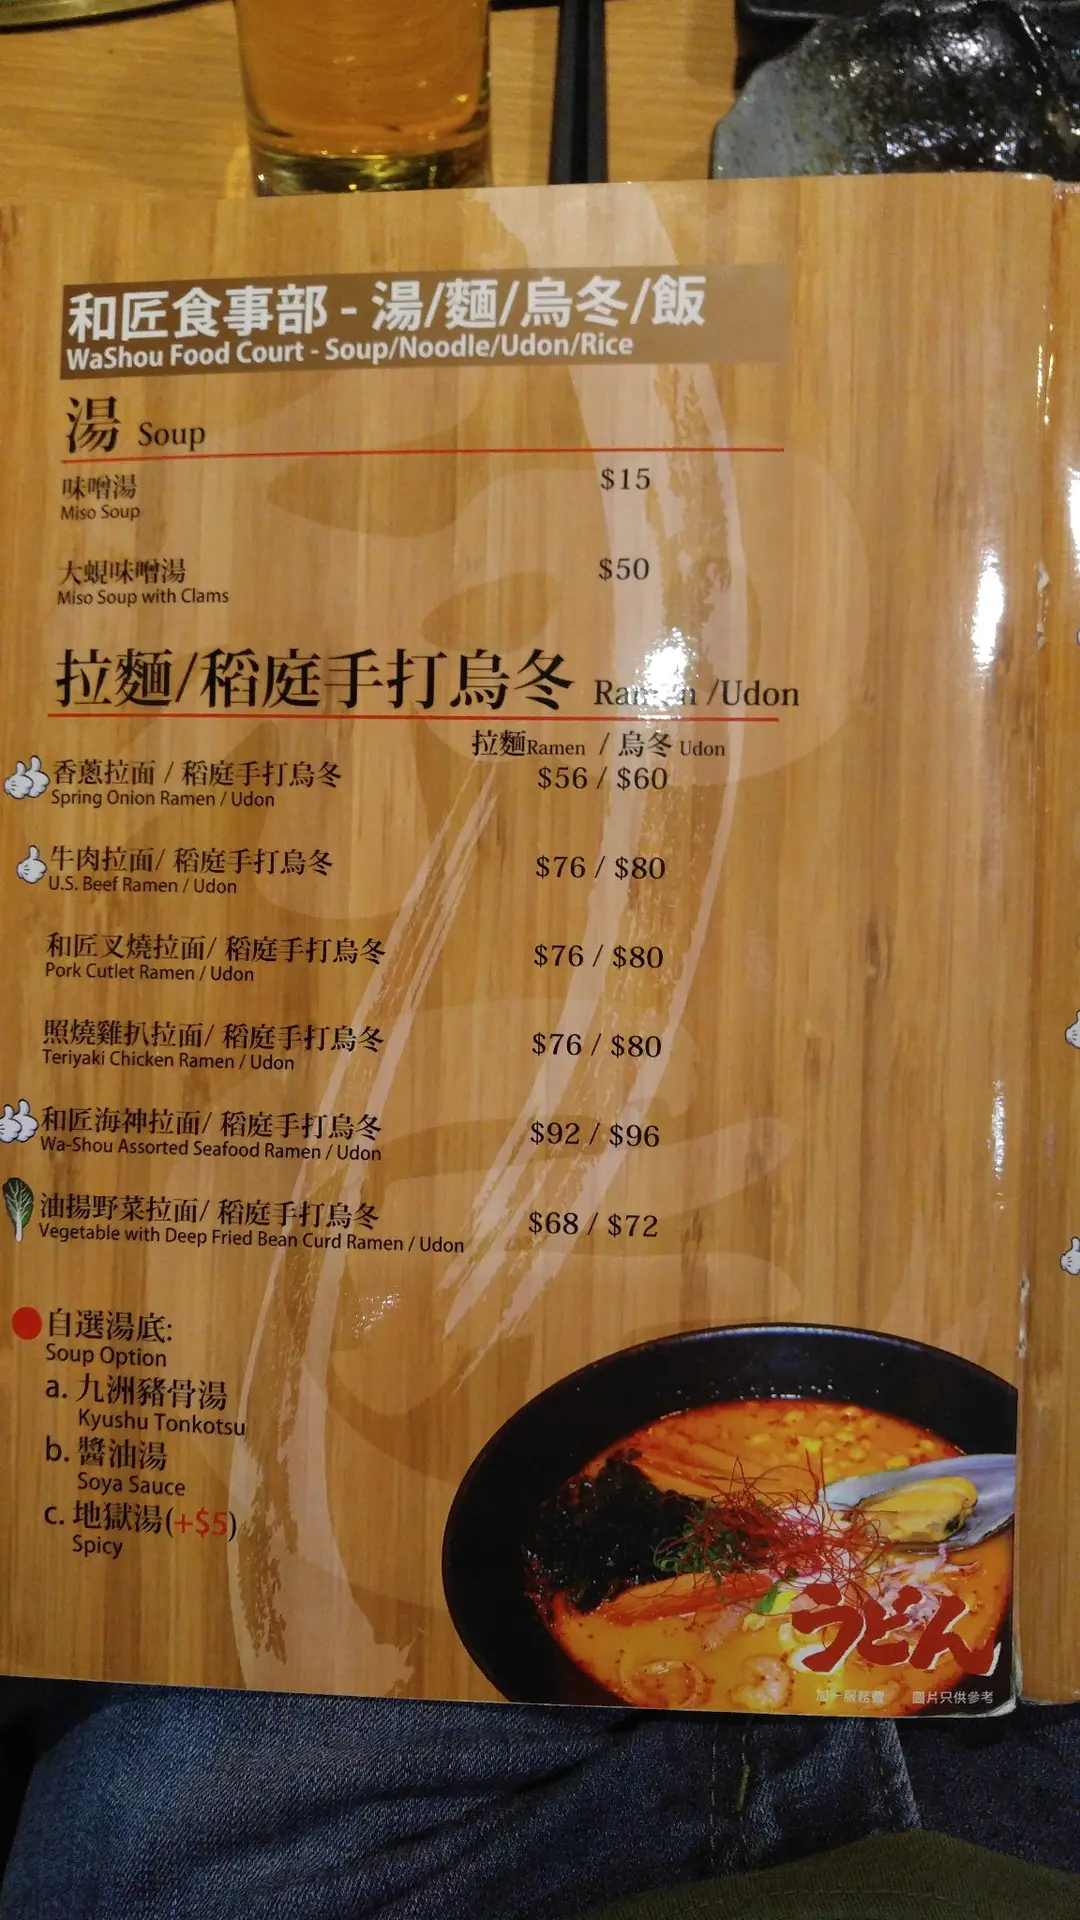 和匠食事部 - 湯/麵/烏冬/飯
WaShou Food Court - Soup/Noodle/Udon/Rice
湯 Soup
味噌湯 $15
Miso Soup
大蜆味噌湯 $50
Miso Soup with Clams
拉麵/稻庭手打烏冬 Ramen /Udon
拉麵Ramen / 烏冬 Udon
香蔥拉面 / 稻庭手打烏冬 $56 / $60
Spring Onion Ramen / Udon
牛肉拉面/ 稻庭手打烏冬 $76 / $80
U.S. Beef Ramen / Udon
和匠叉燒拉面/ 稻庭手打烏冬 $76 / $80
Pork Cutlet Ramen / Udon
照燒雞扒拉面/ 稻庭手打烏冬 $76 / $80
Teriyaki Chicken Ramen / Udon
和匠海神拉面/ 稻庭手打烏冬 $92 / $96
Wa-Shou Assorted Seafood Ramen / Udon
油揚野菜拉面/ 稻庭手打烏冬 $68 / $72
Vegetable with Deep Fried Bean Curd Ramen / Udon
自選湯底:
Soup Option
a. 九洲豬骨湯
Kyushu Tonkotsu
b. 醬油湯
Soya Sauce
c. 地獄湯(+$5)
Spicy
うどん
加一服務費 圖片只供參考